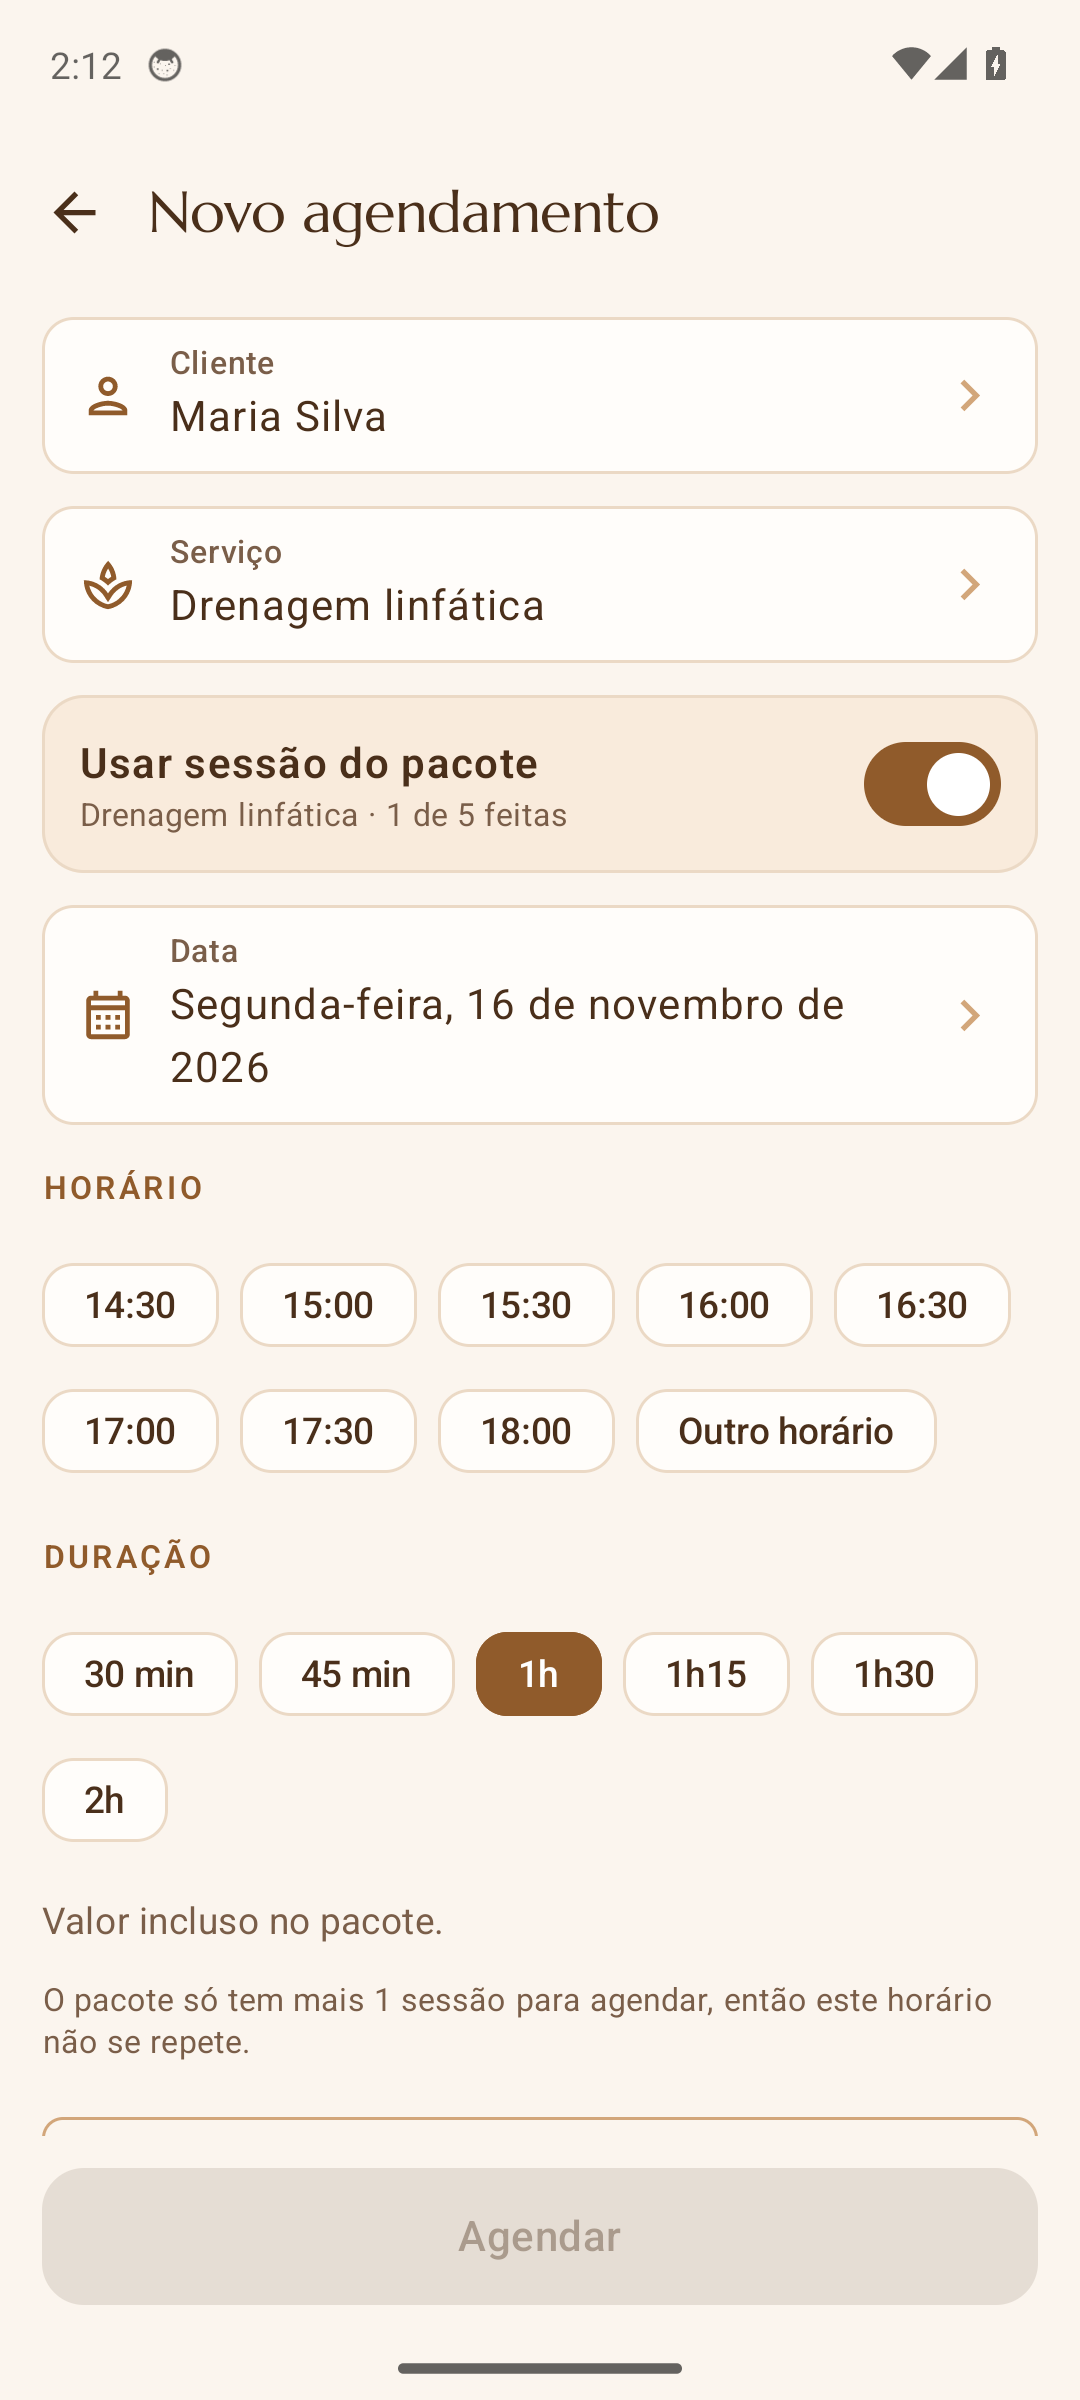 2:12
Novo agendamento
Cliente
Maria Silva
Serviço
Drenagem linfática
Usar sessão do pacote
Drenagem linfática · 1 de 5 feitas
Data
Segunda-feira, 16 de novembro de
2026
HORÁRIO
14:30 15:00 15:30 16:00 16:30
17:00 17:30 18:00 Outro horário
DURAÇÃO
30 min 45 min 1h 1h15 1h30
2h
Valor incluso no pacote.
O pacote só tem mais 1 sessão para agendar, então este horário
não se repete.
Agendar